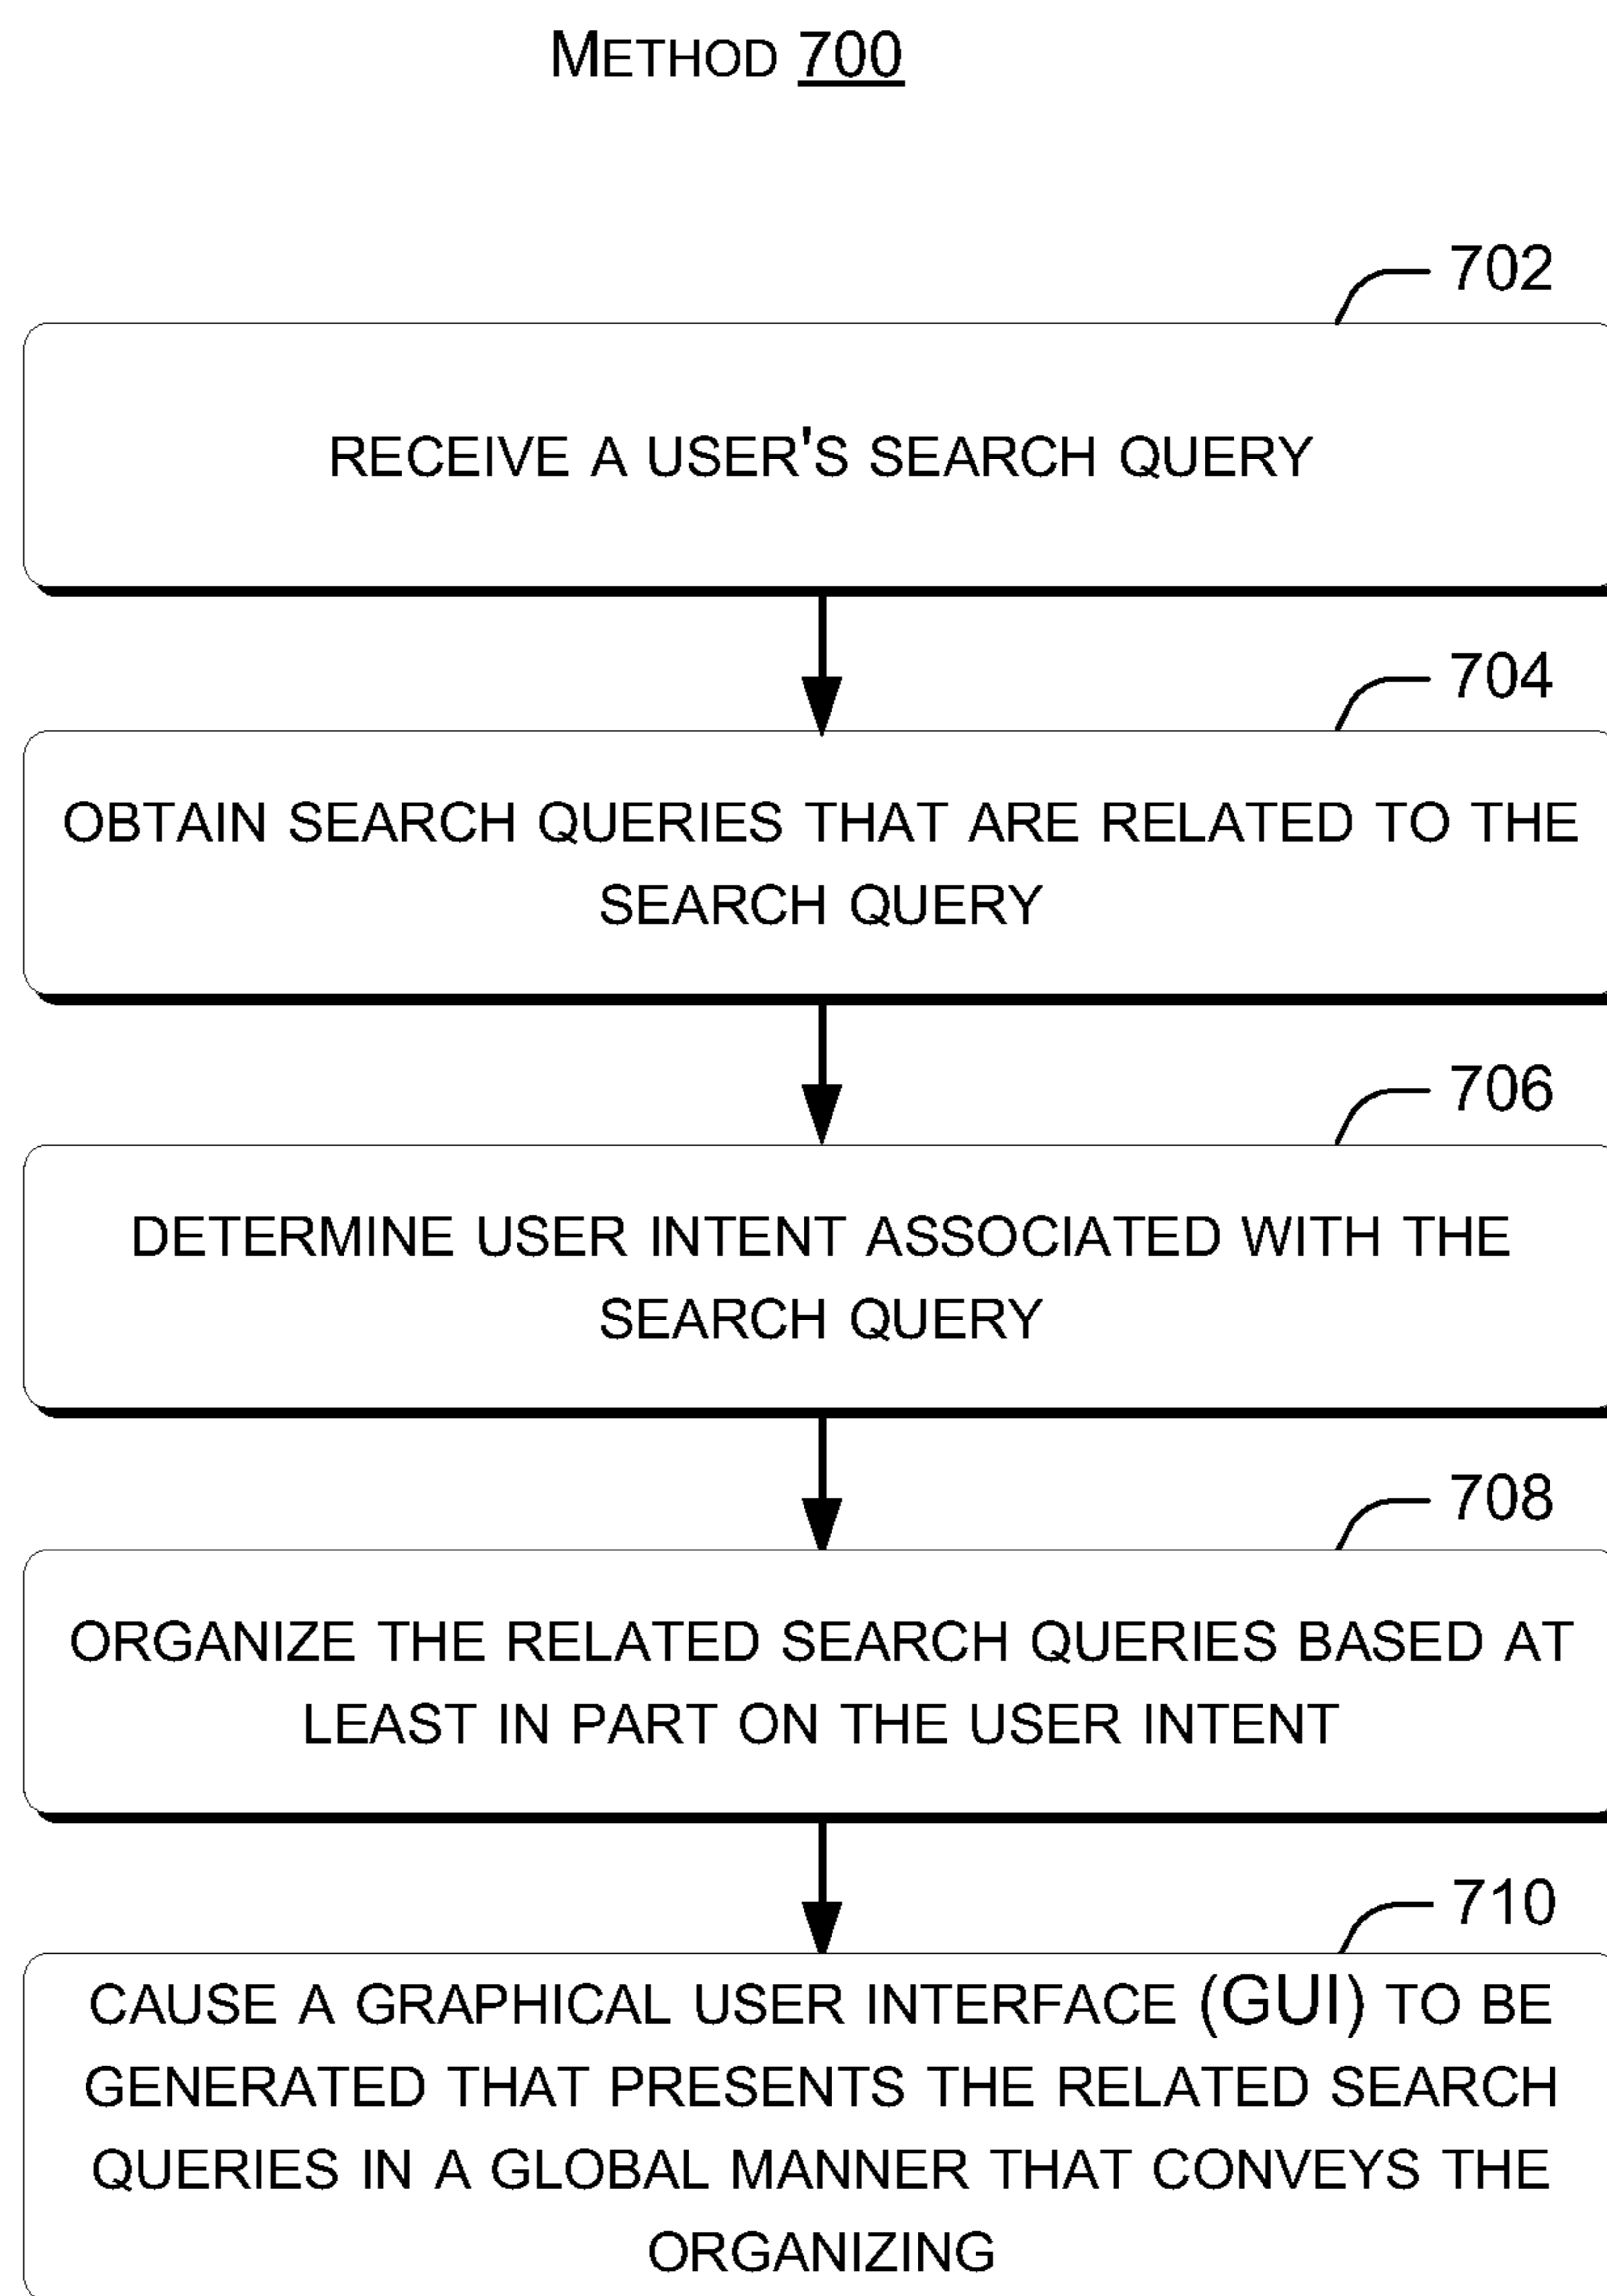 METHOD 700
702
RECEIVE A USER'S SEARCH QUERY
704
OBTAIN SEARCH QUERIES THAT ARE RELATED TO THE
SEARCH QUERY
706
DETERMINE USER INTENT ASSOCIATED WITH THE
SEARCH QUERY
708
ORGANIZE THE RELATED SEARCH QUERIES BASED AT
LEAST IN PART ON THE USER INTENT
710
CAUSE A GRAPHICAL USER INTERFACE (GUI) TO BE
GENERATED THAT PRESENTS THE RELATED SEARCH
QUERIES IN A GLOBAL MANNER THAT CONVEYS THE
ORGANIZING